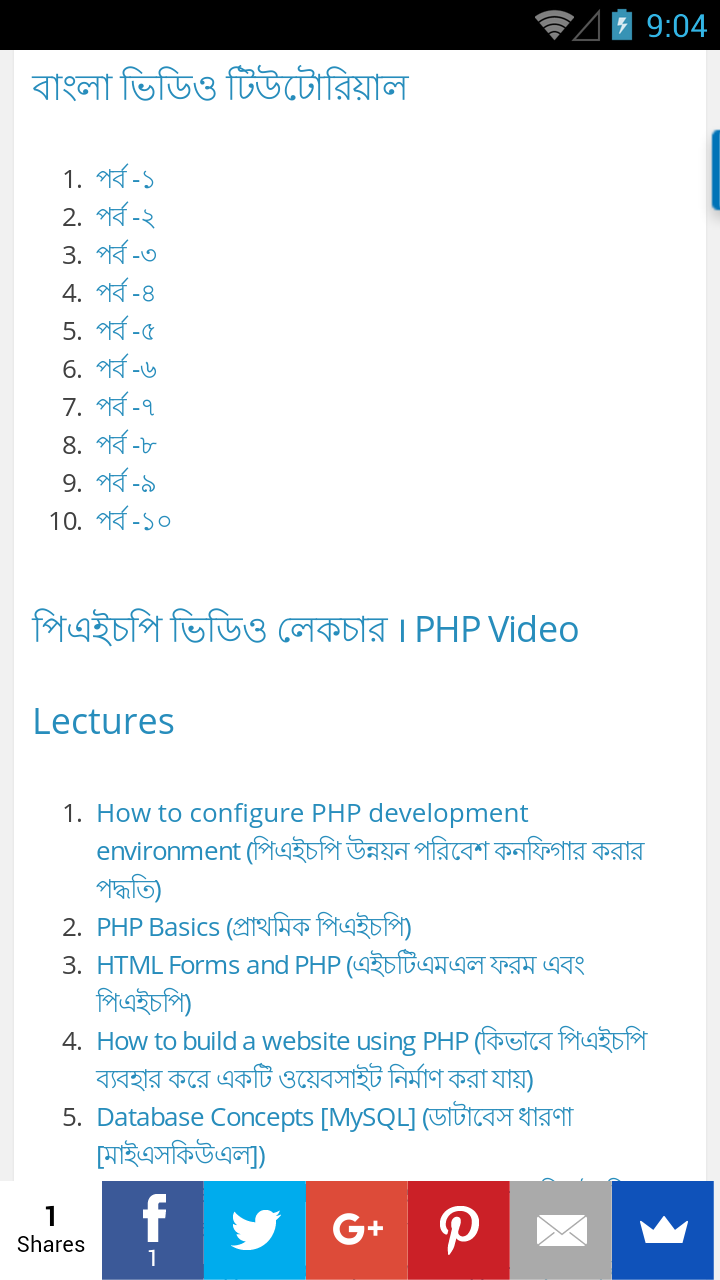 9:04
বাংলা ভিডিও টিউটোরিয়াল
1. পর্ব -১
2. পর্ব -২
3. পর্ব -৩
4. পর্ব -৪
5. পর্ব -৫
6. পর্ব -৬
7. পর্ব -৭
8. পর্ব -৮
9. পর্ব -৯
10. পর্ব -১০
পিএইচপি ভিডিও লেকচার । PHP Video
Lectures
1. How to configure PHP development
environment (পিএইচপি উন্নয়ন পরিবেশ কনফিগার করার
পদ্ধতি)
2. PHP Basics (প্রাথমিক পিএইচপি)
3. HTML Forms and PHP (এইচটিএমএল ফরম এবং
পিএইচপি)
4. How to build a website using PHP (কিভাবে পিএইচপি
ব্যবহার করে একটি ওয়েবসাইট নির্মাণ করা যায়)
5. Database Concepts [MySQL] (ডাটাবেস ধারণা
[মাইএসকিউএল])
1
Shares
f
1
G+